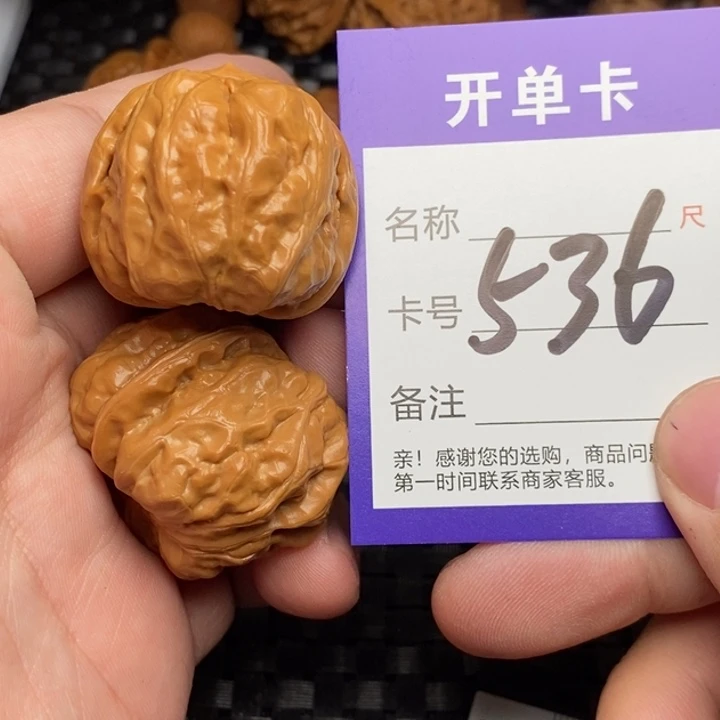 开单卡
名称 尺
卡号 536
备注
亲！感谢您的选购，商品问
第一时间联系商家客服。